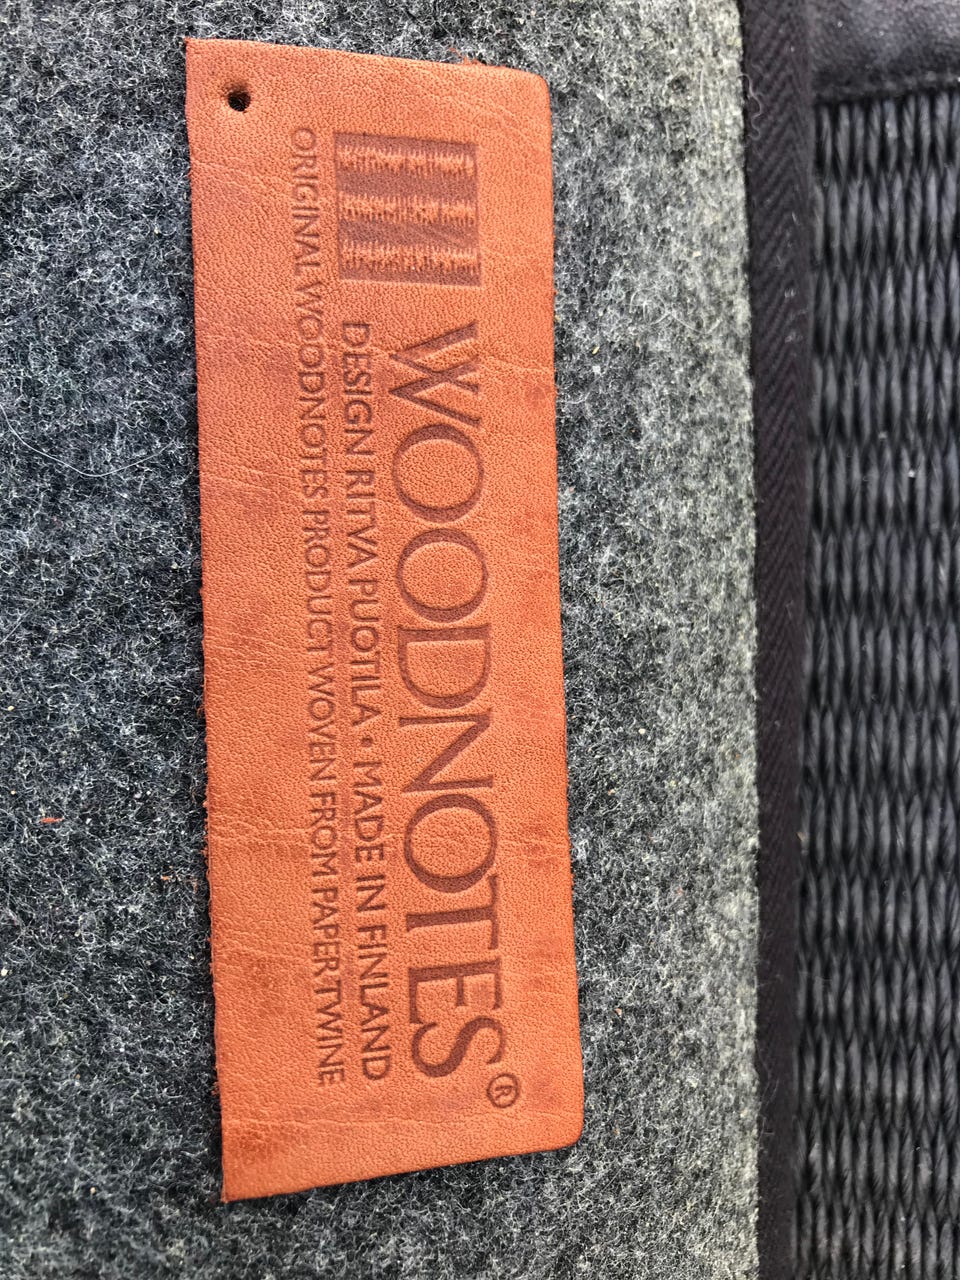 WOODNOTES®
DESIGN RITVA PUOTILA • MADE IN FINLAND
ORIGINAL WOODNOTES PRODUCT WOVEN FROM PAPER TWINE